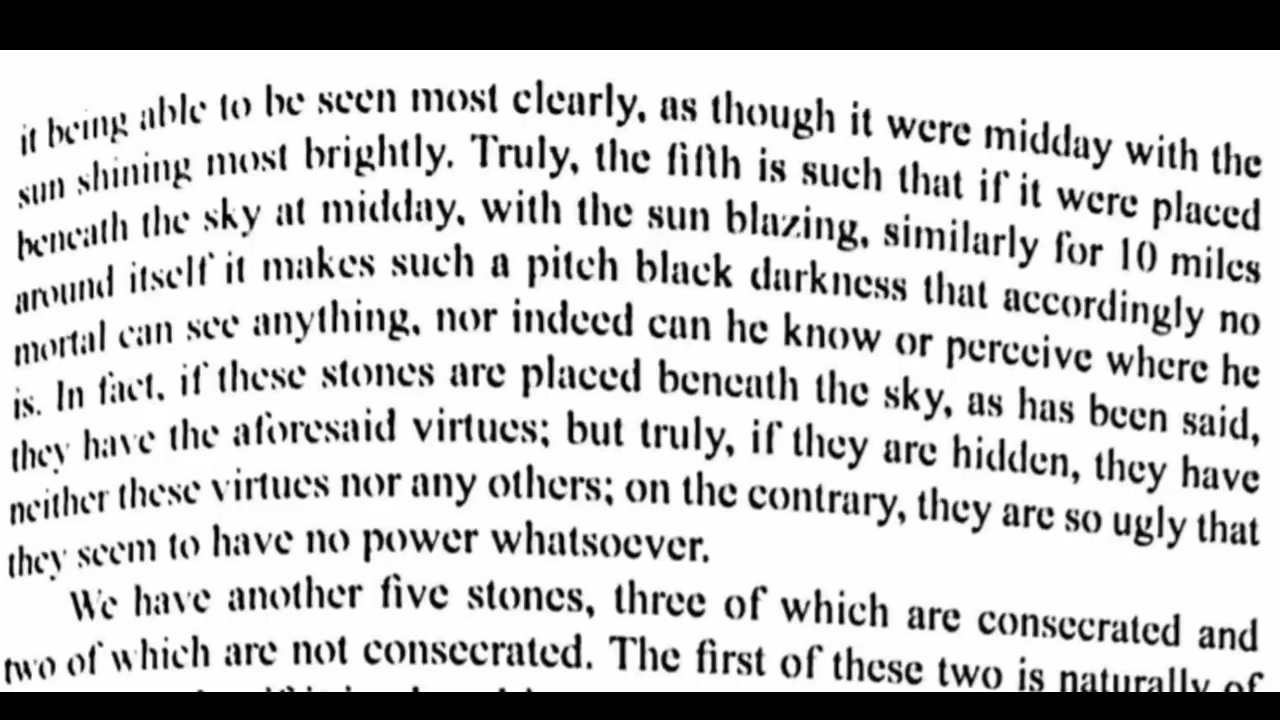 it being able to be seen most clearly, as though it were midday with the
sun shining most brightly. Truly, the fifth is such that if it were placed
beneath the sky at midday, with the sun blazing, similarly for 10 miles
around itself it makes such a pitch black darkness that accordingly no
mortal can see anything, nor indeed can he know or perceive where he
is. In fact, if these stones are placed beneath the sky, as has been said,
they have the aforesaid virtues; but truly, if they are hidden, they have
neither these virtues nor any others; on the contrary, they are so ugly that
they seem to have no power whatsoever.
We have another five stones, three of which are consecrated and
two of which are not consecrated. The first of these two is naturally of